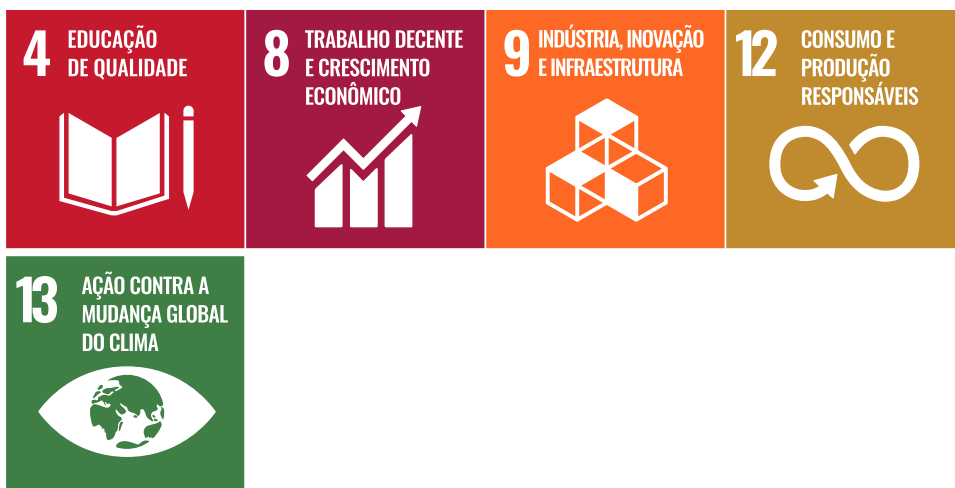 4 EDUCAÇÃO
DE QUALIDADE
8 TRABALHO DECENTE
E CRESCIMENTO
ECONÔMICO
9 INDÚSTRIA, INOVAÇÃO
E INFRAESTRUTURA
12 CONSUMO E
PRODUÇÃO
RESPONSÁVEIS
13 AÇÃO CONTRA A
MUDANÇA GLOBAL
DO CLIMA